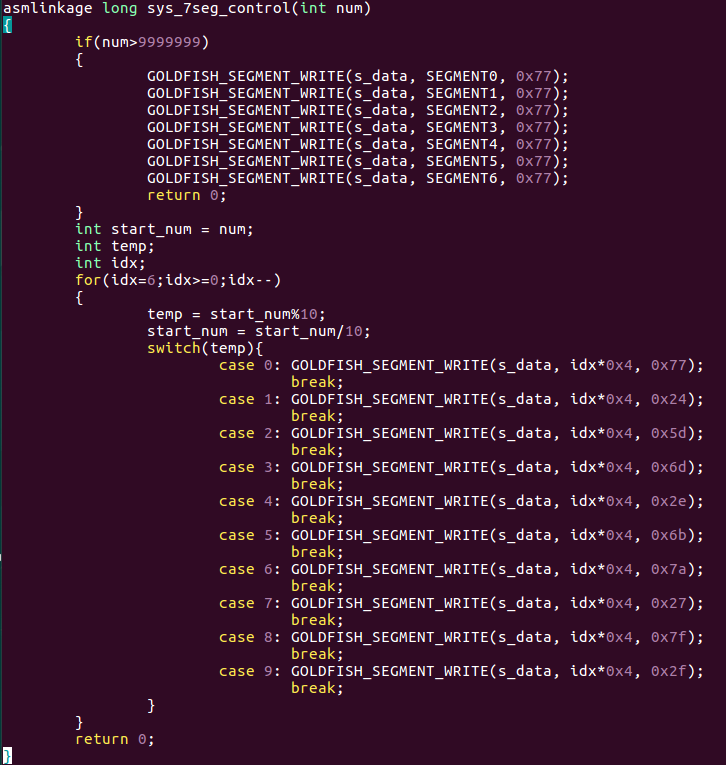 asmlinkage long sys_7seg_control(int num)
{
        if(num>9999999)
        {
                GOLDFISH_SEGMENT_WRITE(s_data, SEGMENT0, 0x77);
                GOLDFISH_SEGMENT_WRITE(s_data, SEGMENT1, 0x77);
                GOLDFISH_SEGMENT_WRITE(s_data, SEGMENT2, 0x77);
                GOLDFISH_SEGMENT_WRITE(s_data, SEGMENT3, 0x77);
                GOLDFISH_SEGMENT_WRITE(s_data, SEGMENT4, 0x77);
                GOLDFISH_SEGMENT_WRITE(s_data, SEGMENT5, 0x77);
                GOLDFISH_SEGMENT_WRITE(s_data, SEGMENT6, 0x77);
                return 0;
        }
        int start_num = num;
        int temp;
        int idx;
        for(idx=6;idx>=0;idx--)
        {
                temp = start_num%10;
                start_num = start_num/10;
                switch(temp){
                        case 0: GOLDFISH_SEGMENT_WRITE(s_data, idx*0x4, 0x77);
                                break;
                        case 1: GOLDFISH_SEGMENT_WRITE(s_data, idx*0x4, 0x24);
                                break;
                        case 2: GOLDFISH_SEGMENT_WRITE(s_data, idx*0x4, 0x5d);
                                break;
                        case 3: GOLDFISH_SEGMENT_WRITE(s_data, idx*0x4, 0x6d);
                                break;
                        case 4: GOLDFISH_SEGMENT_WRITE(s_data, idx*0x4, 0x2e);
                                break;
                        case 5: GOLDFISH_SEGMENT_WRITE(s_data, idx*0x4, 0x6b);
                                break;
                        case 6: GOLDFISH_SEGMENT_WRITE(s_data, idx*0x4, 0x7a);
                                break;
                        case 7: GOLDFISH_SEGMENT_WRITE(s_data, idx*0x4, 0x27);
                                break;
                        case 8: GOLDFISH_SEGMENT_WRITE(s_data, idx*0x4, 0x7f);
                                break;
                        case 9: GOLDFISH_SEGMENT_WRITE(s_data, idx*0x4, 0x2f);
                                break;
                }
        }
        return 0;
}